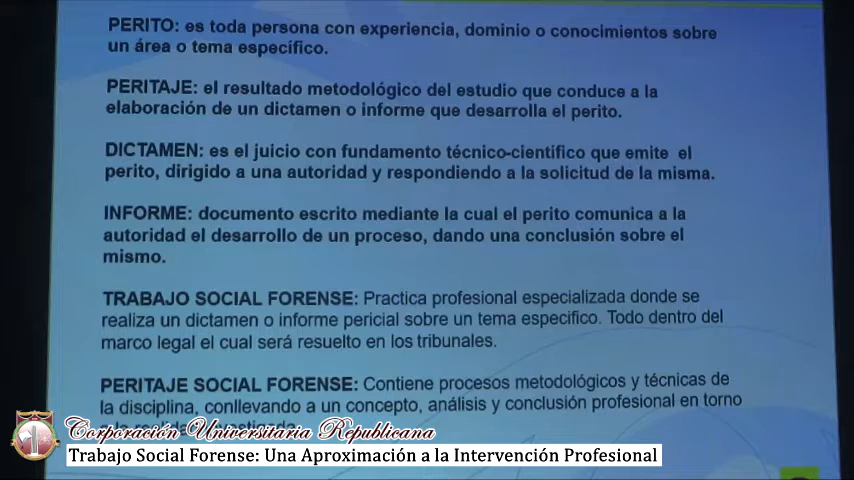 PERITO: es toda persona con experiencia, dominio o conocimientos sobre
un área o tema específico.
PERITAJE: el resultado metodológico del estudio que conduce a la
elaboración de un dictamen o informe que desarrolla el perito.
DICTAMEN: es el juicio con fundamento técnico-científico que emite el
perito, dirigido a una autoridad y respondiendo a la solicitud de la misma.
INFORME: documento escrito mediante la cual el perito comunica a la
autoridad el desarrollo de un proceso, dando una conclusión sobre el
mismo.
TRABAJO SOCIAL FORENSE: Practica profesional especializada donde se
realiza un dictamen o informe pericial sobre un tema especifico. Todo dentro del
marco legal el cual será resuelto en los tribunales.
PERITAJE SOCIAL FORENSE: Contiene procesos metodológicos y técnicas de
la disciplina, conllevando a un concepto, análisis y conclusión profesional en torno
Corporación Universitaria Republicana
Trabajo Social Forense: Una Aproximación a la Intervención Profesional